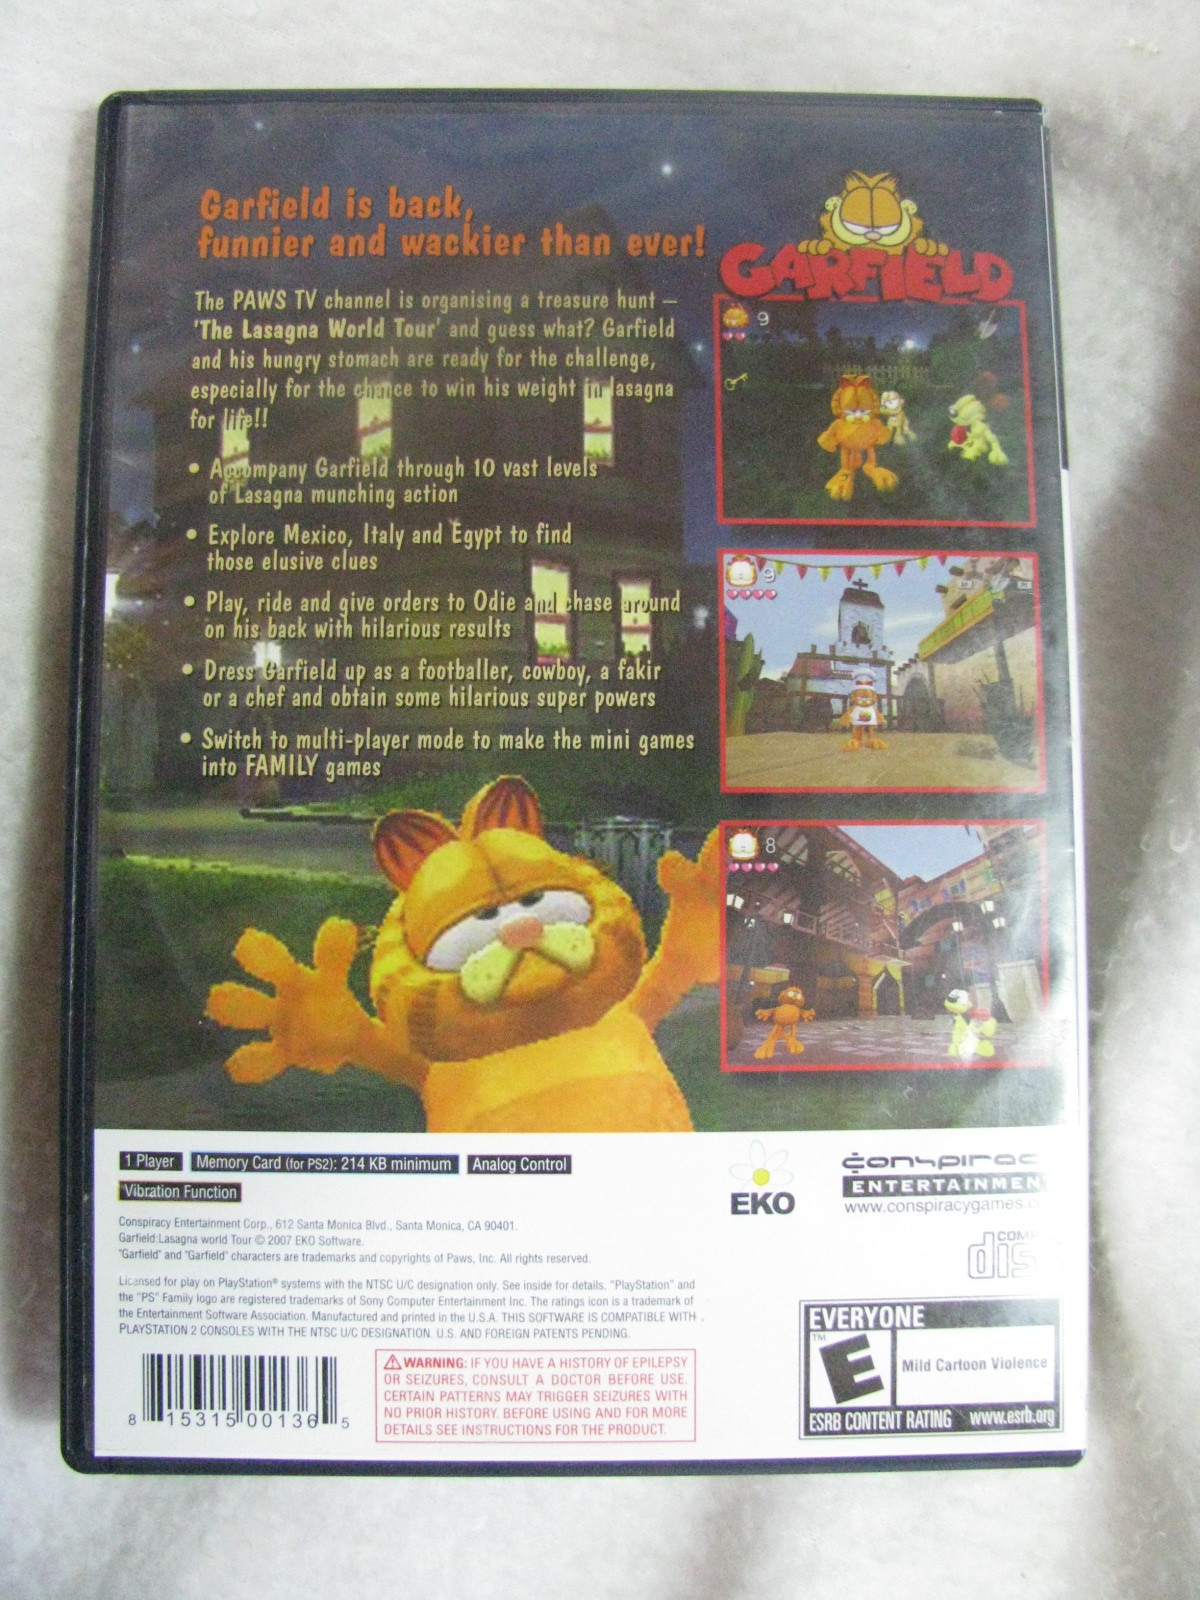 Garfield is back,
funnier and wackier than ever!
The PAWS TV channel is organising a treasure hunt –
'The Lasagna World Tour' and guess what? Garfield
and his hungry stomach are ready for the challenge,
especially for the chance to win his weight in lasagna
for life!!
• Accompany Garfield through 10 vast levels
of Lasagna munching action
• Explore Mexico, Italy and Egypt to find
those elusive clues
• Play, ride and give orders to Odie and chase around
on his back with hilarious results
• Dress Garfield up as a footballer, cowboy, a fakir
or a chef and obtain some hilarious super powers
• Switch to multi-player mode to make the mini games
into FAMILY games
GARFIELD
9
9
8
1 Player Memory Card (for PS2): 214 KB minimum Analog Control
Vibration Function
Conspiracy Entertainment Corp., 612 Santa Monica Blvd., Santa Monica, CA 90401.
Garfield:Lasagna world Tour © 2007 EKO Software.
"Garfield" and "Garfield" characters are trademarks and copyrights of Paws, Inc. All rights reserved.
Licensed for play on PlayStation® systems with the NTSC U/C designation only. See inside for details. "PlayStation" and
the "PS" Family logo are registered trademarks of Sony Computer Entertainment Inc. The ratings icon is a trademark of
the Entertainment Software Association. Manufactured and printed in the U.S.A. THIS SOFTWARE IS COMPATIBLE WITH
PLAYSTATION 2 CONSOLES WITH THE NTSC U/C DESIGNATION. U.S. AND FOREIGN PATENTS PENDING.
8 15315 00136 5
WARNING: IF YOU HAVE A HISTORY OF EPILEPSY
OR SEIZURES, CONSULT A DOCTOR BEFORE USE.
CERTAIN PATTERNS MAY TRIGGER SEIZURES WITH
NO PRIOR HISTORY. BEFORE USING AND FOR MORE
DETAILS SEE INSTRUCTIONS FOR THE PRODUCT.
EKO
conspirac
ENTERTAINMEN
www.conspiracygames.c
COMP
dis
EVERYONE
E TM
Mild Cartoon Violence
ESRB CONTENT RATING www.esrb.org